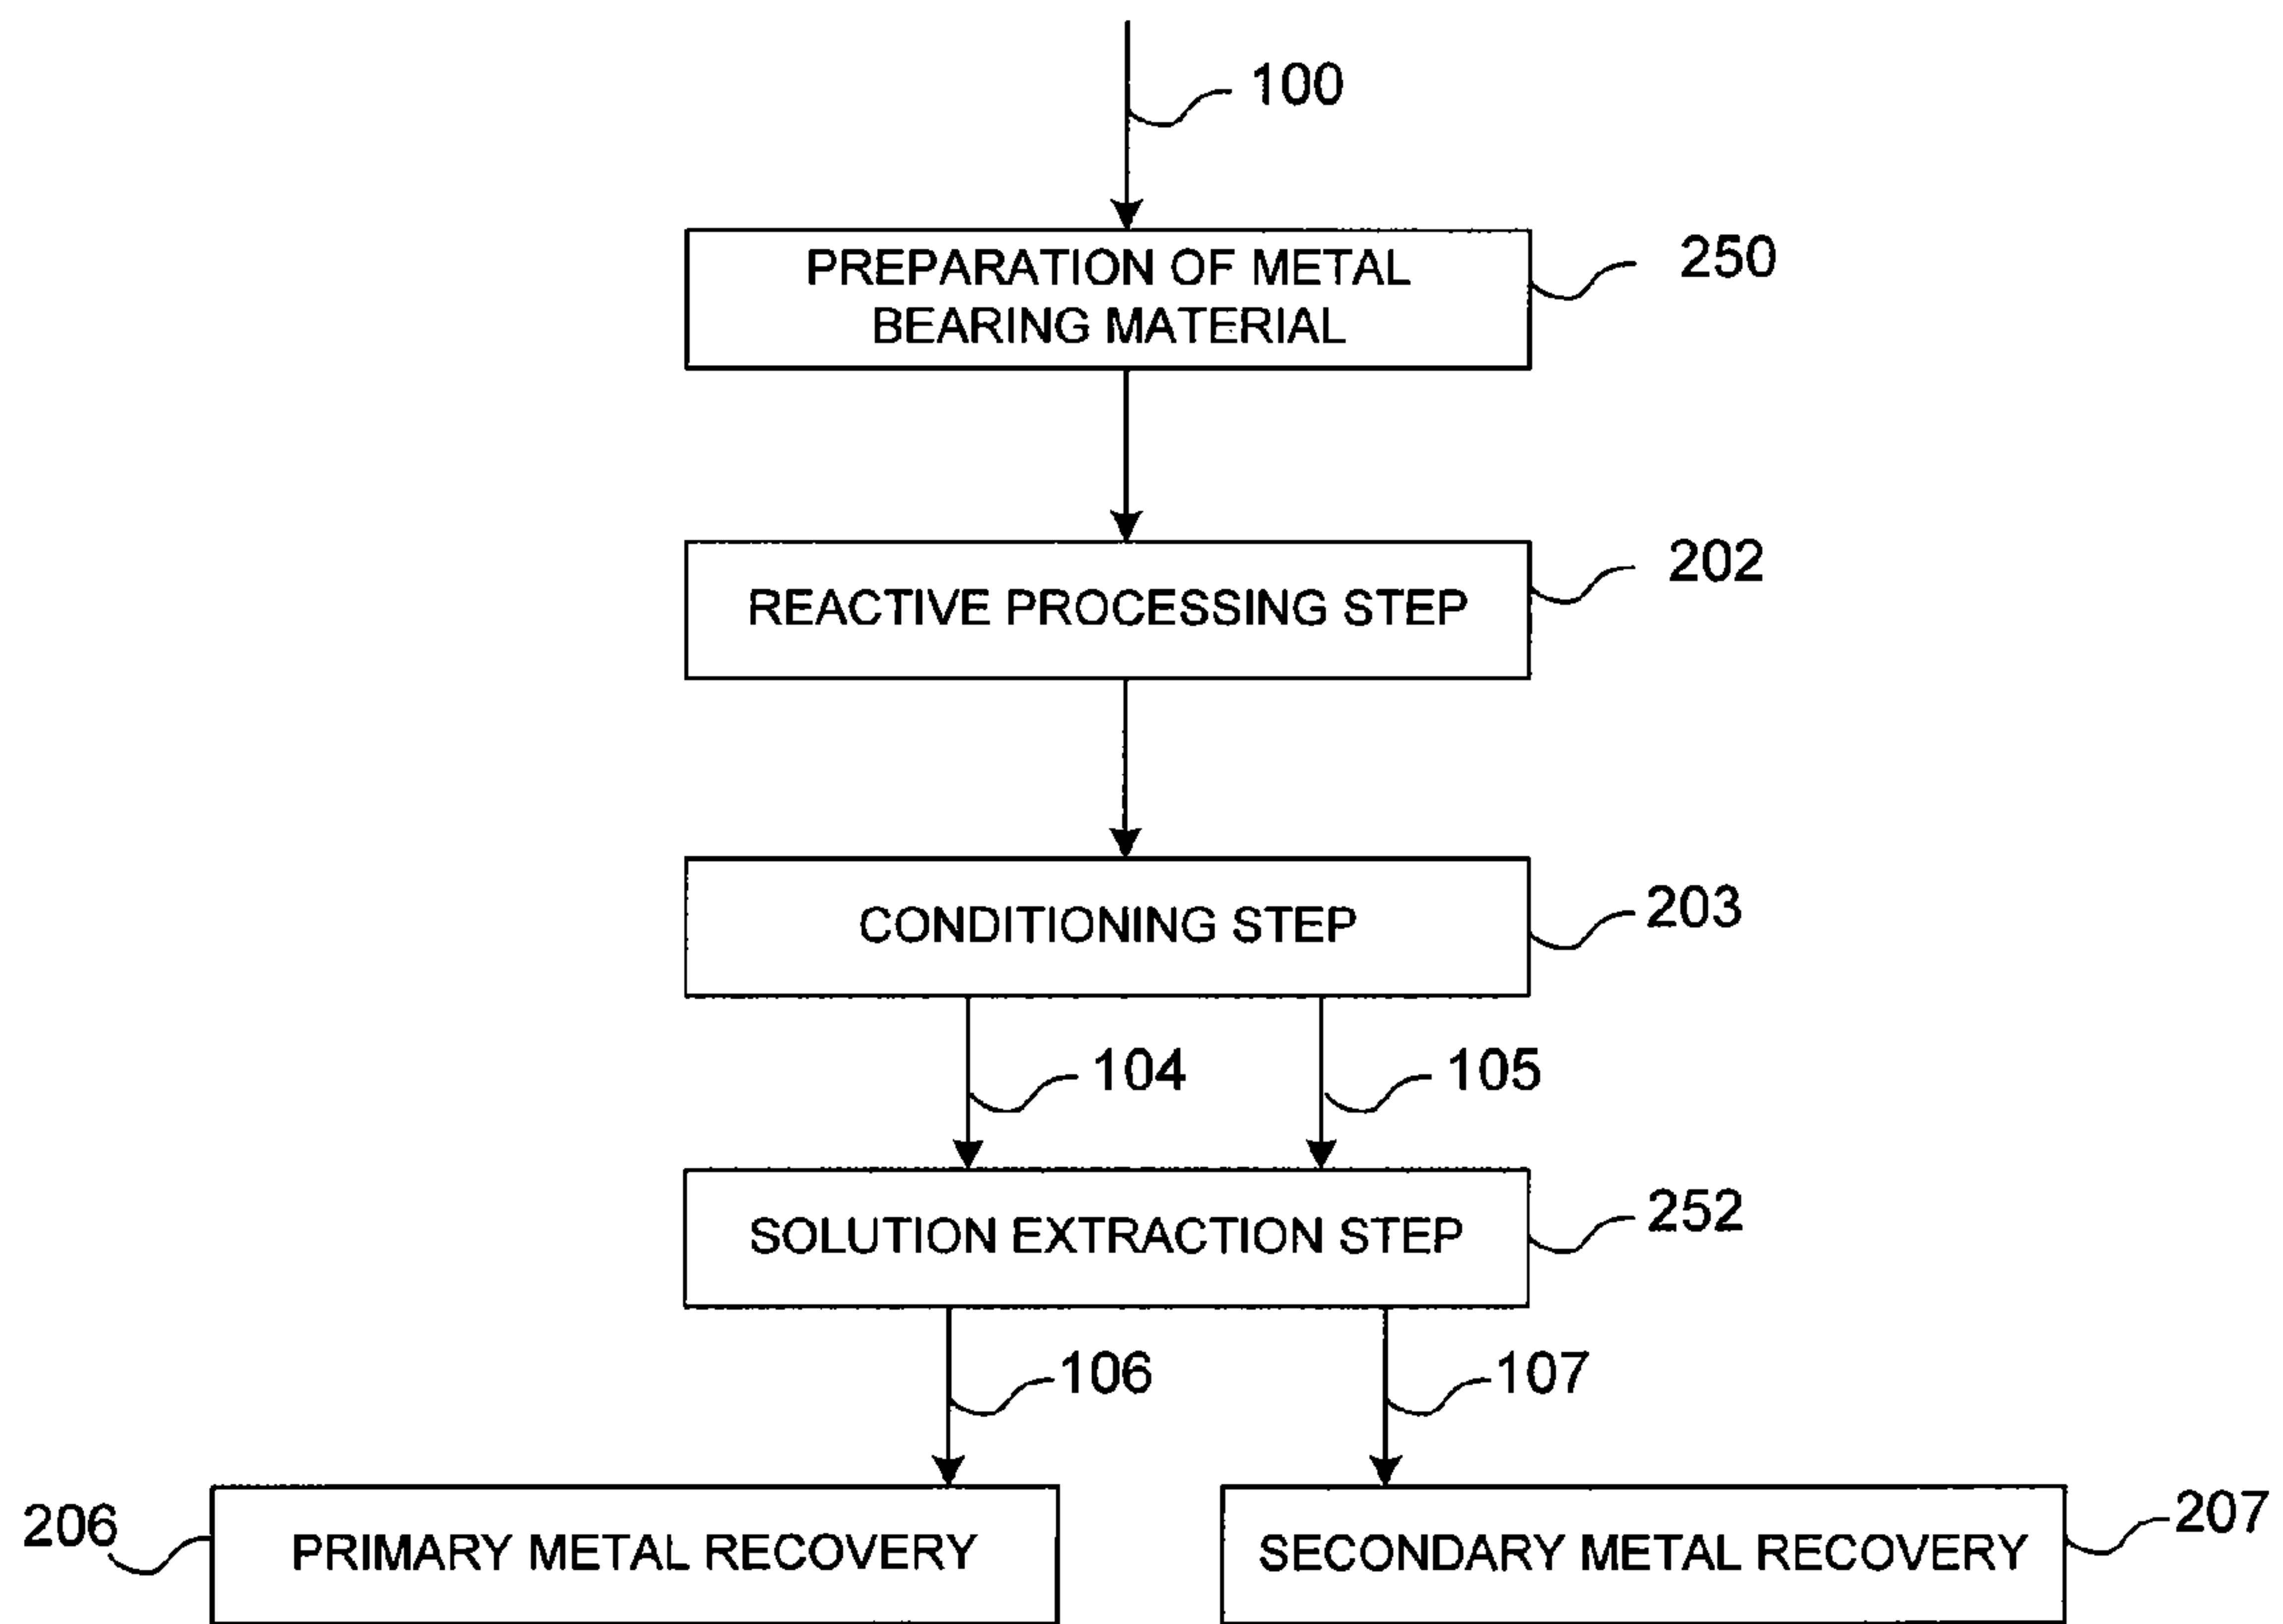 100
PREPARATION OF METAL
BEARING MATERIAL
250
REACTIVE PROCESSING STEP
202
CONDITIONING STEP
203
104
105
SOLUTION EXTRACTION STEP
252
106
107
206
PRIMARY METAL RECOVERY
SECONDARY METAL RECOVERY
207